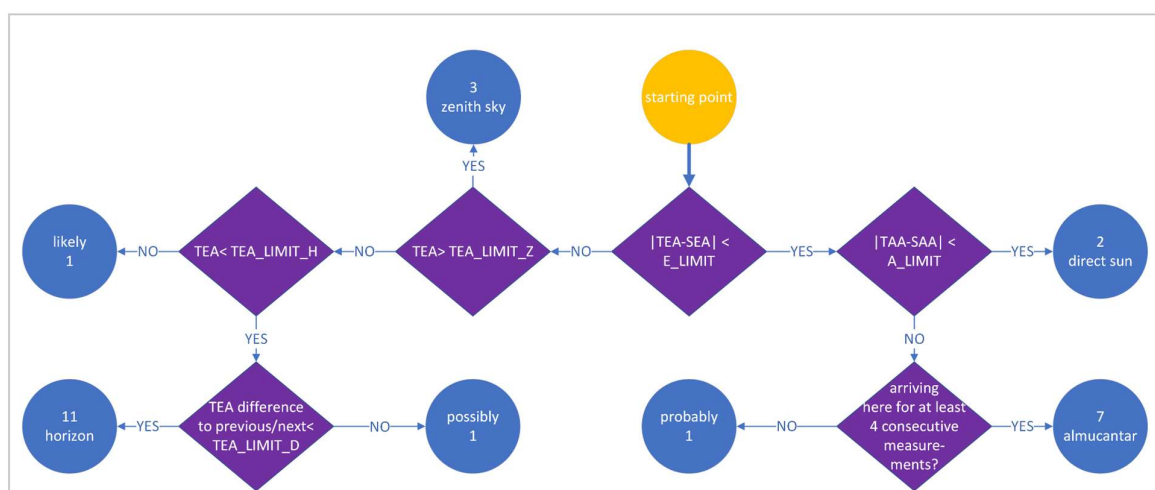 3
zenith sky
starting point
YES
likely
1
NO
TEA< TEA_LIMIT_H
NO
TEA> TEA_LIMIT_Z
NO
|TEA-SEA| <
E_LIMIT
YES
|TAA-SAA| <
A_LIMIT
YES
2
direct sun
YES
NO
11
horizon
YES
TEA difference
to previous/next<
TEA_LIMIT_D
NO
possibly
1
probably
1
NO
arriving
here for at least
4 consecutive
measure-
ments?
YES
7
almucantar